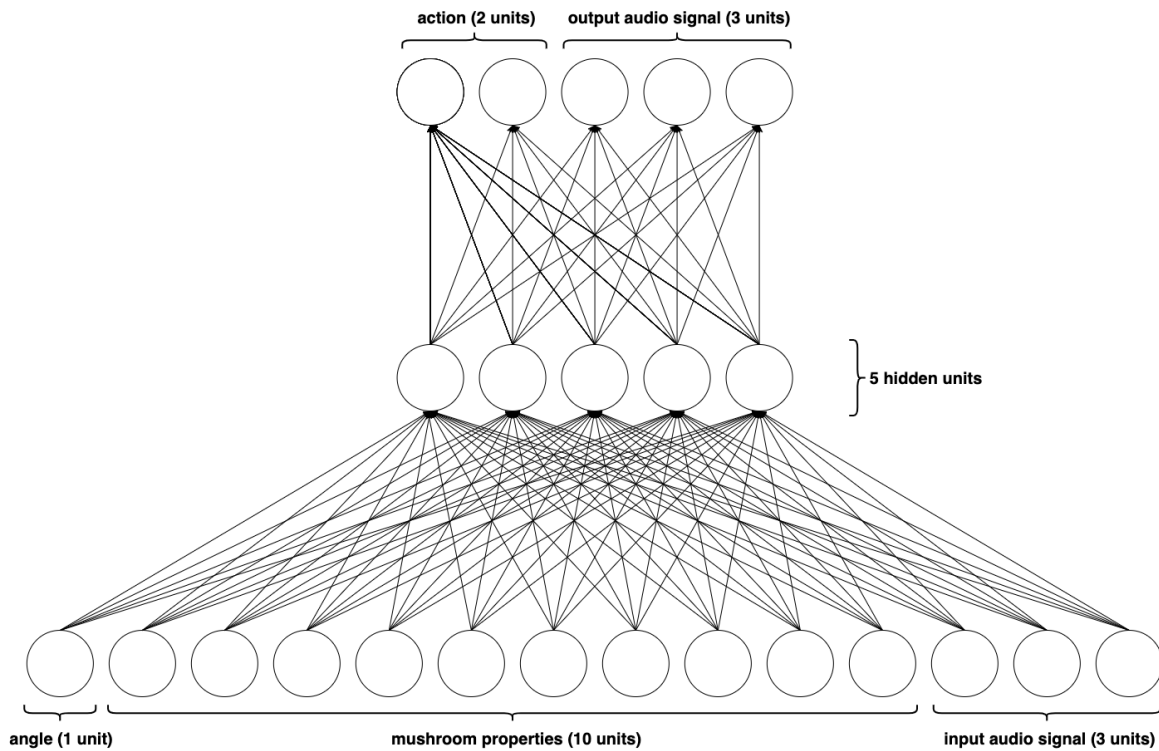 action (2 units)
output audio signal (3 units)
5 hidden units
angle (1 unit)
mushroom properties (10 units)
input audio signal (3 units)